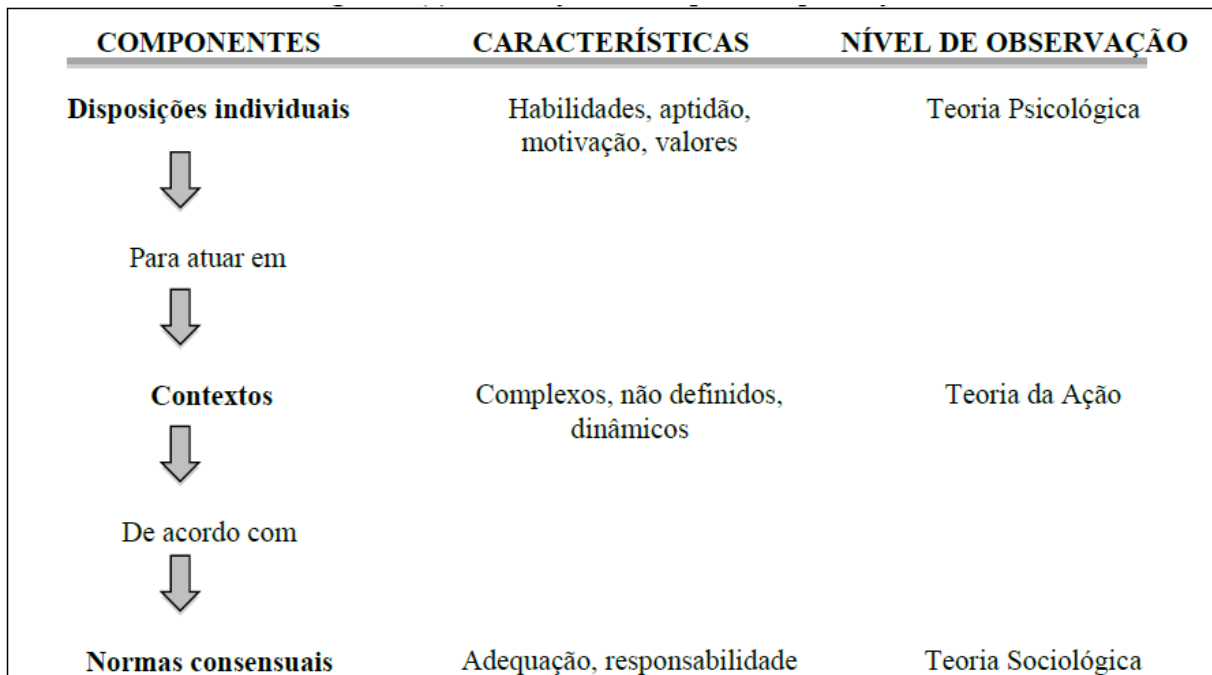 COMPONENTES CARACTERÍSTICAS NÍVEL DE OBSERVAÇÃO
Disposições individuais Habilidades, aptidão, Teoria Psicológica
motivação, valores
Para atuar em
Contextos Complexos, não definidos, Teoria da Ação
dinâmicos
De acordo com
Normas consensuais Adequação, responsabilidade Teoria Sociológica